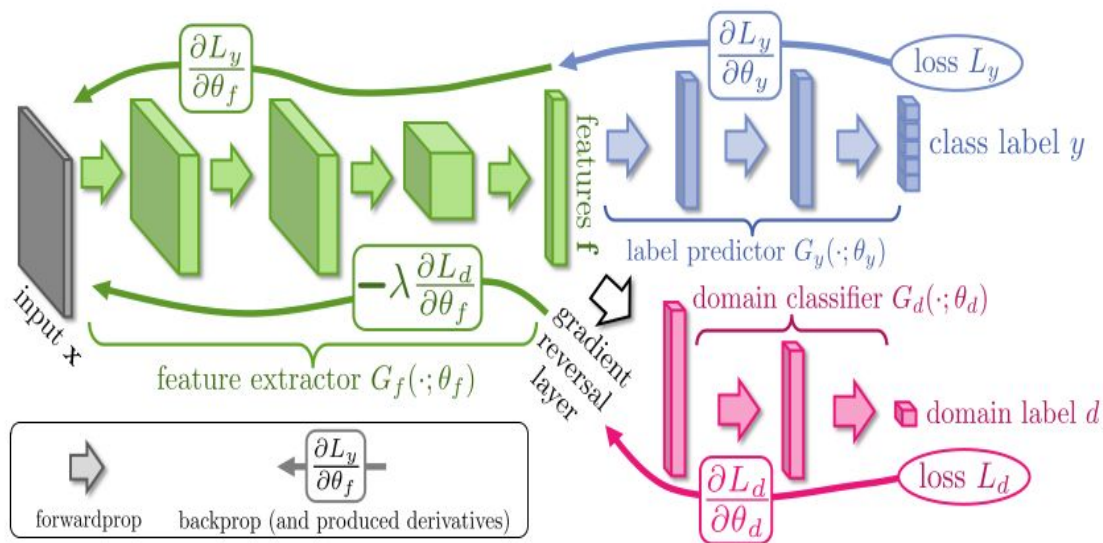 ∂L_y
∂θ_f
∂L_y
∂θ_y
loss L_y
features f
class label y
label predictor G_y(·; θ_y)
input x
−λ ∂L_d
∂θ_f
feature extractor G_f(·; θ_f)
gradient
reversal
layer
domain classifier G_d(·; θ_d)
domain label d
∂L_d
∂θ_d
loss L_d
∂L_y
∂θ_f
forwardprop
backprop (and produced derivatives)